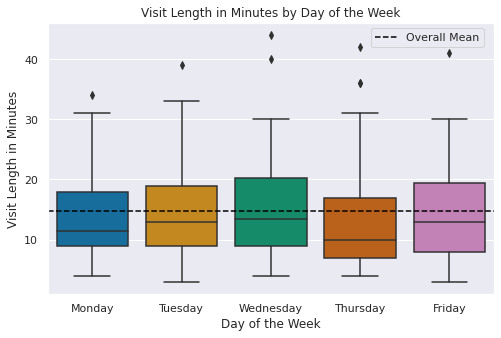 Visit Length in Minutes by Day of the Week
Overall Mean
Visit Length in Minutes
40
30
20
10
Monday Tuesday Wednesday Thursday Friday
Day of the Week